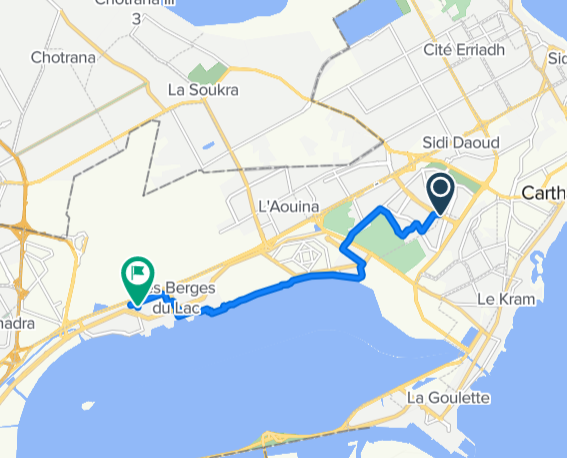 Chotrana III
3
Chotrana
La Soukra
Cité Erriadh
Sid
Sidi Daoud
L'Aouina
Carth
es Berges
du Lac
Le Kram
nadra
La Goulette